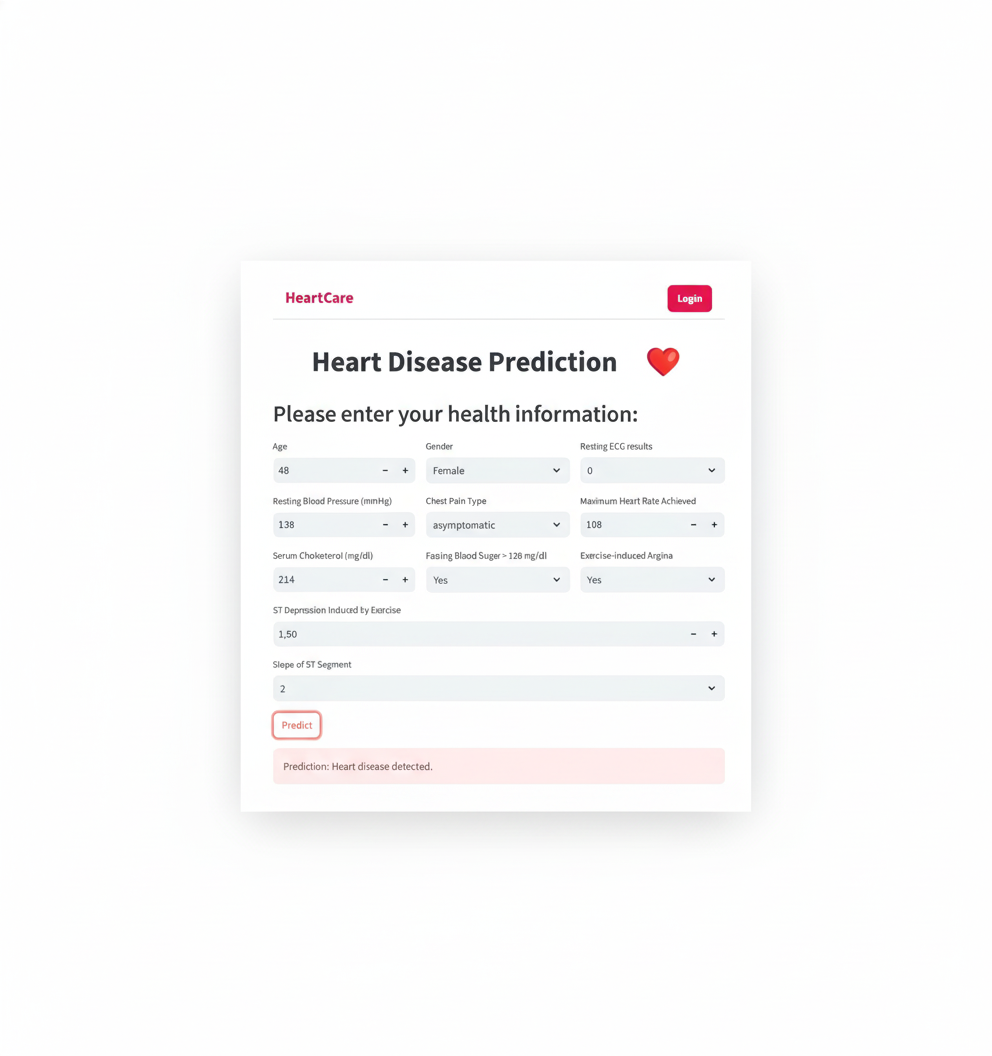 HeartCare
Login
Heart Disease Prediction
Please enter your health information:
Age
Gender
Resting ECG results
48
Female
0
Resting Blood Pressure (mmHg)
Chest Pain Type
Maximum Heart Rate Achieved
138
asymptomatic
108
Serum Choketerol (mg/dl)
Fasing Blood Suger > 126 mg/dl
Exercise-induced Argina
214
Yes
Yes
ST Depression Induced by Exercise
1,50
Slepe of ST Segment
2
Predict
Prediction: Heart disease detected.